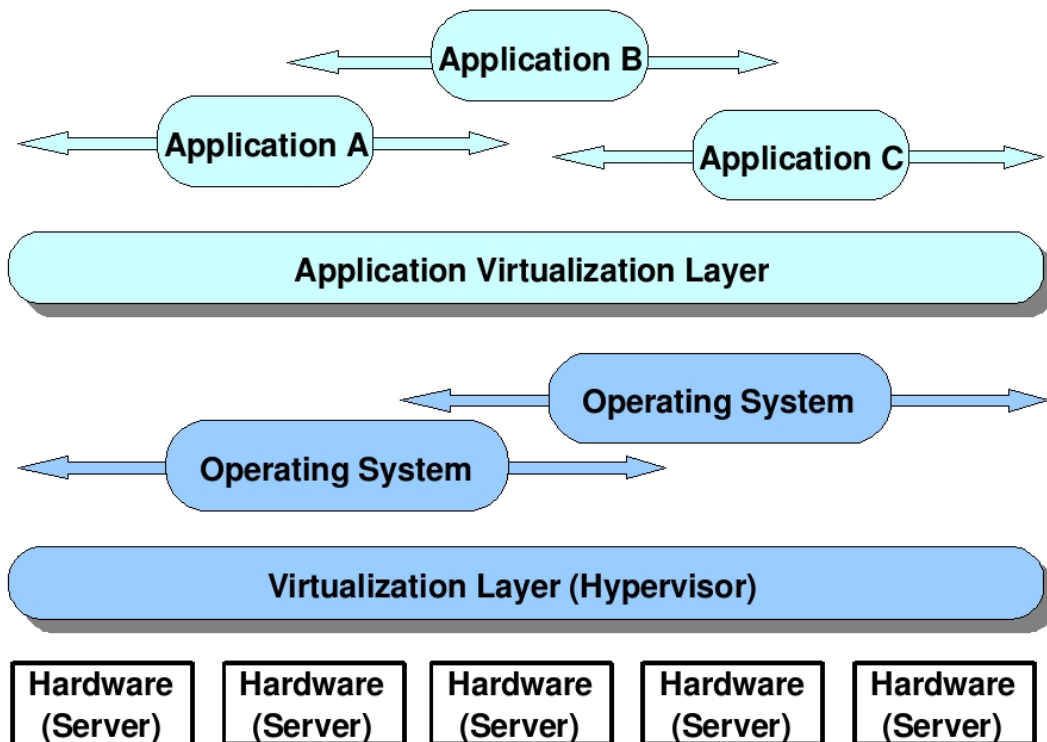 Application B
Application A
Application C
Application Virtualization Layer
Operating System
Operating System
Virtualization Layer (Hypervisor)
Hardware
(Server)
Hardware
(Server)
Hardware
(Server)
Hardware
(Server)
Hardware
(Server)